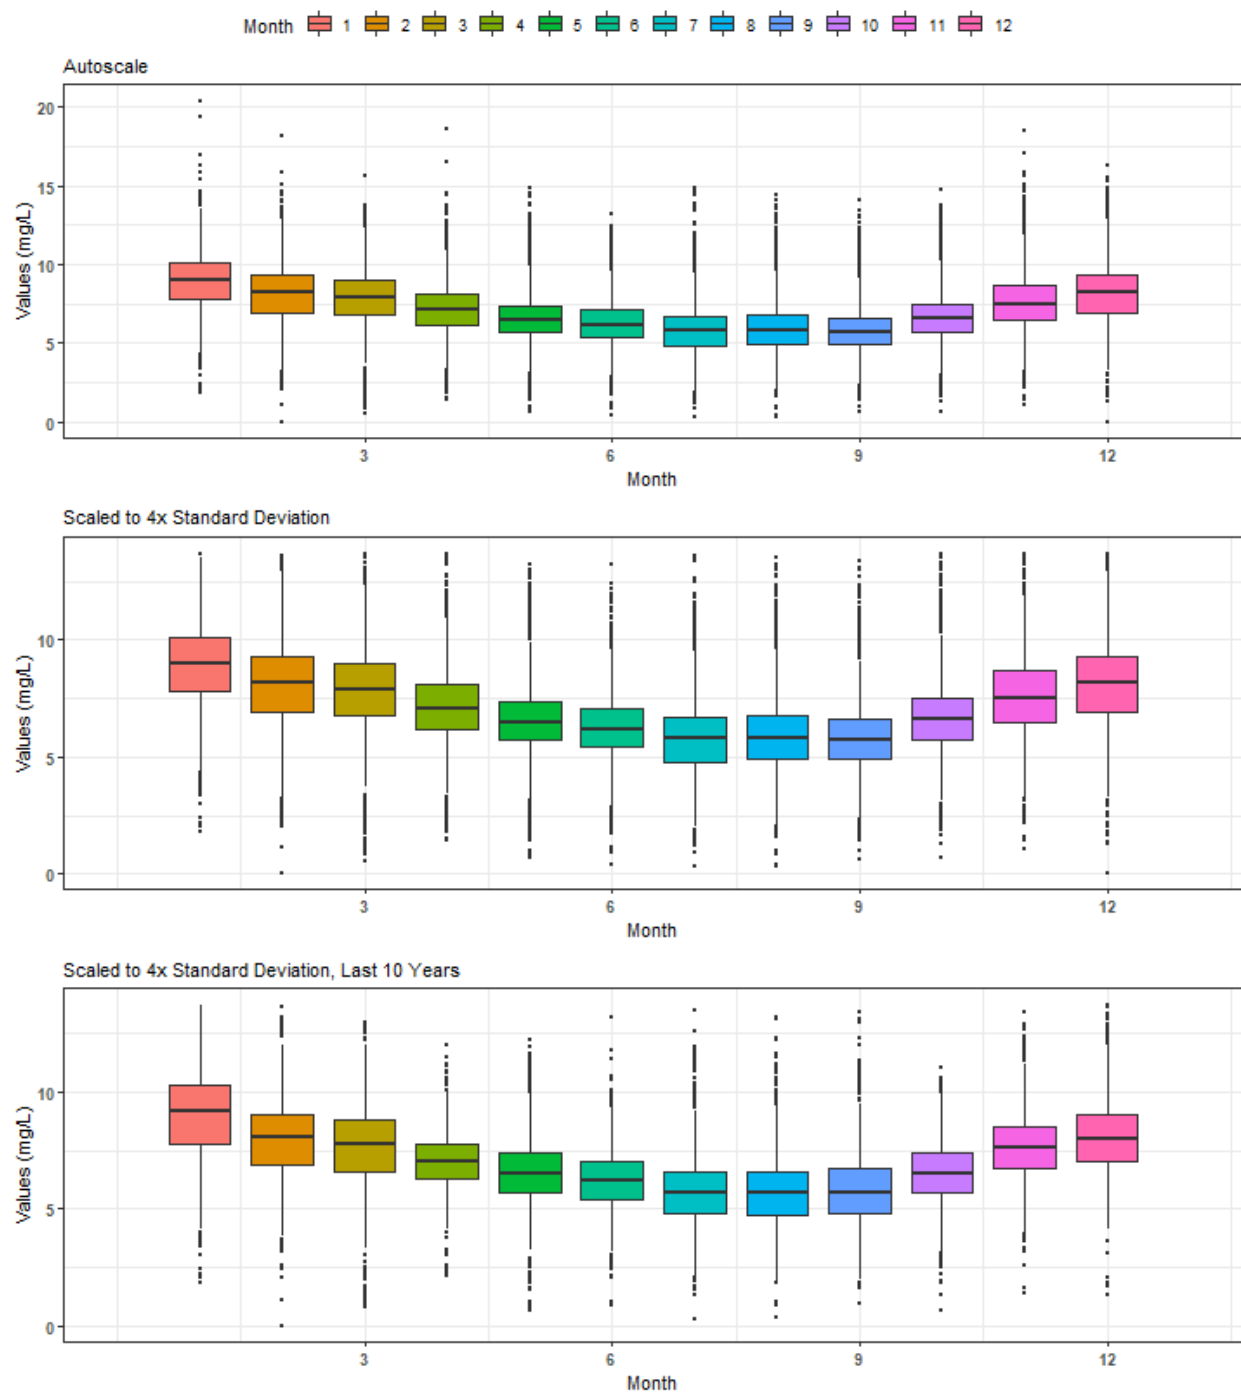 Month 1 2 3 4 5 6 7 8 9 10 11 12
Autoscale
Values (mg/L)
20
15
10
5
0
3 6 9 12
Month
Scaled to 4x Standard Deviation
Values (mg/L)
10
5
0
3 6 9 12
Month
Scaled to 4x Standard Deviation, Last 10 Years
Values (mg/L)
10
5
0
3 6 9 12
Month